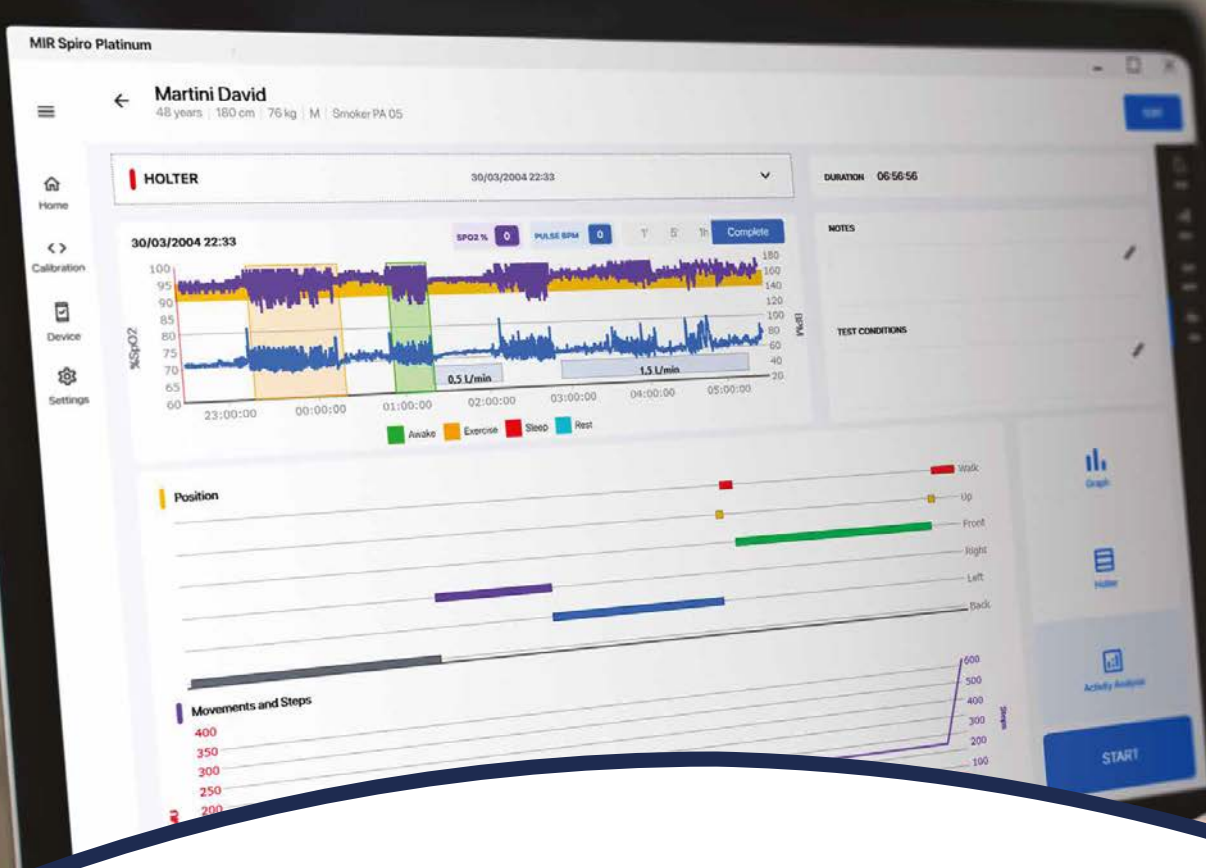 MIR Spiro Platinum
Martini David
48 years 180 cm 76 kg M Smoker PA 05
Home
Calibration
Device
Settings
HOLTER 30/03/2004 22:33
DURATION 06:56:56
30/03/2004 22:33 SPO2 % 0 PULSE BPM 0 1' 5' 1h Complete
NOTES
TEST CONDITIONS
%SpO2
100
95
90
85
80
75
70
65
60
180
160
140
120
100
80
60
40
20
BPM
0.5 L/min 1.5 L/min
23:00:00 00:00:00 01:00:00 02:00:00 03:00:00 04:00:00 05:00:00
Awake Exercise Sleep Rest
Position
Walk
Up
Front
Right
Left
Back
Movements and Steps
400
350
300
250
200
600
500
400
300
200
100
Steps
Graph
Holter
Activity Analysis
START